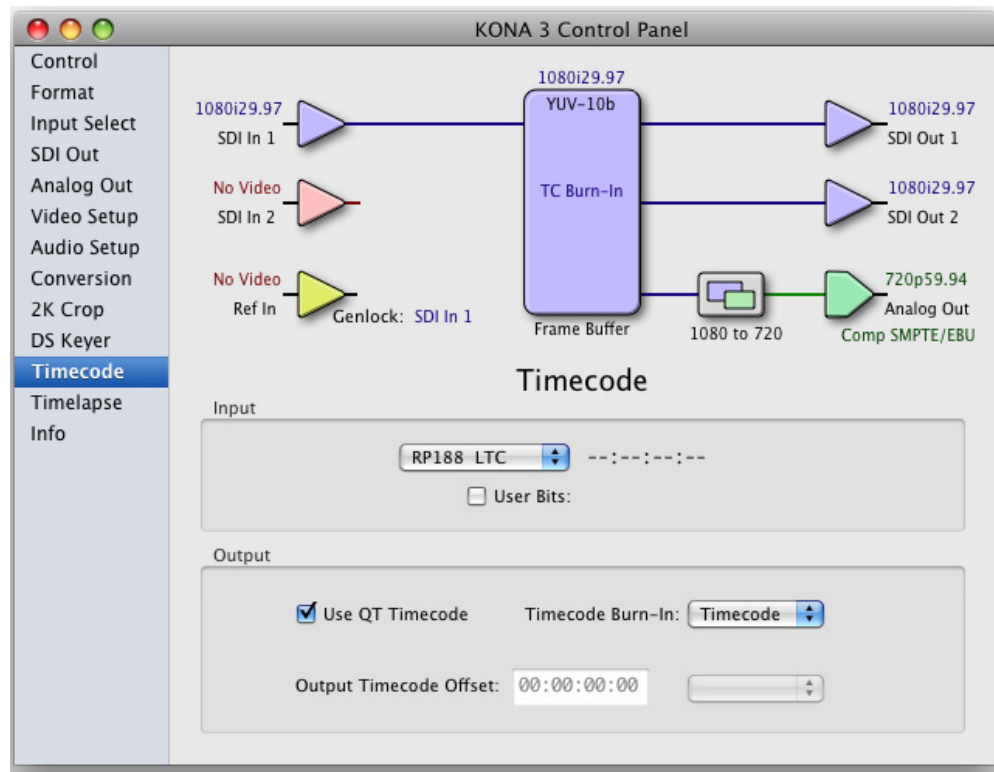 KONA 3 Control Panel
Control
Format
Input Select
SDI Out
Analog Out
Video Setup
Audio Setup
Conversion
2K Crop
DS Keyer
Timecode
Timelapse
Info
1080i29.97
SDI In 1
No Video
SDI In 2
No Video
Ref In
Genlock: SDI In 1
1080i29.97
YUV-10b
TC Burn-In
Frame Buffer
1080 to 720
1080i29.97
SDI Out 1
1080i29.97
SDI Out 2
720p59.94
Analog Out
Comp SMPTE/EBU
Timecode
Input
RP188 LTC --:--:--:--
User Bits:
Output
Use QT Timecode Timecode Burn-In: Timecode
Output Timecode Offset: 00:00:00:00